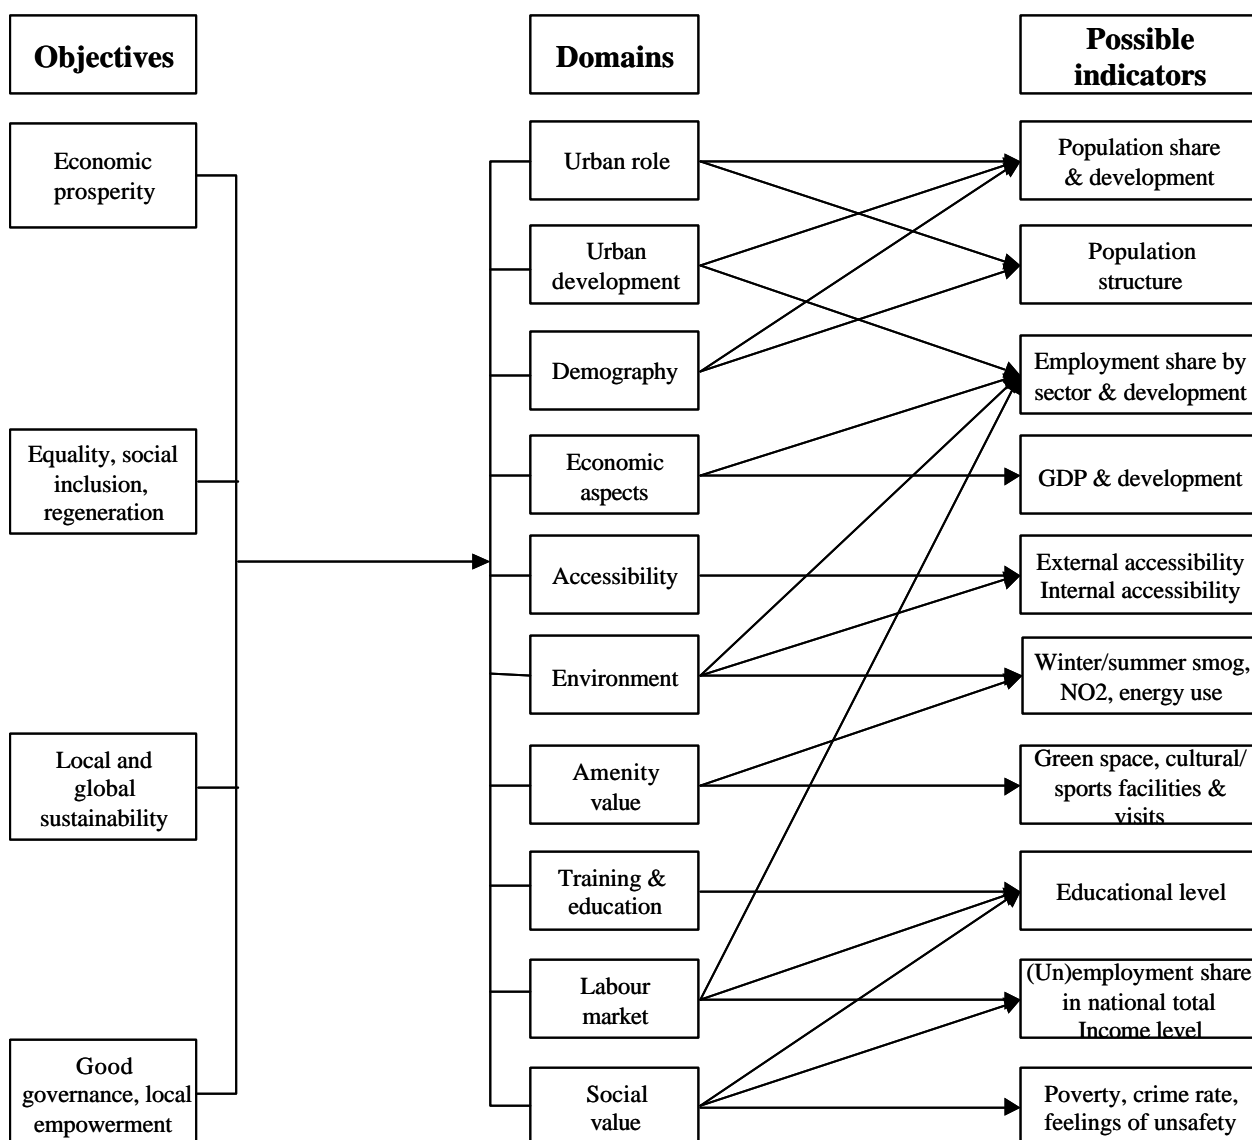 Objectives
Economic
prosperity
Equality, social
inclusion,
regeneration
Local and
global
sustainability
Good
governance, local
empowerment
Domains
Urban role
Urban
development
Demography
Economic
aspects
Accessibility
Environment
Amenity
value
Training &
education
Labour
market
Social
value
Possible
indicators
Population share
& development
Population
structure
Employment share by
sector & development
GDP & development
External accessibility
Internal accessibility
Winter/summer smog,
NO2, energy use
Green space, cultural/
sports facilities &
visits
Educational level
(Un)employment share
in national total
Income level
Poverty, crime rate,
feelings of unsafety